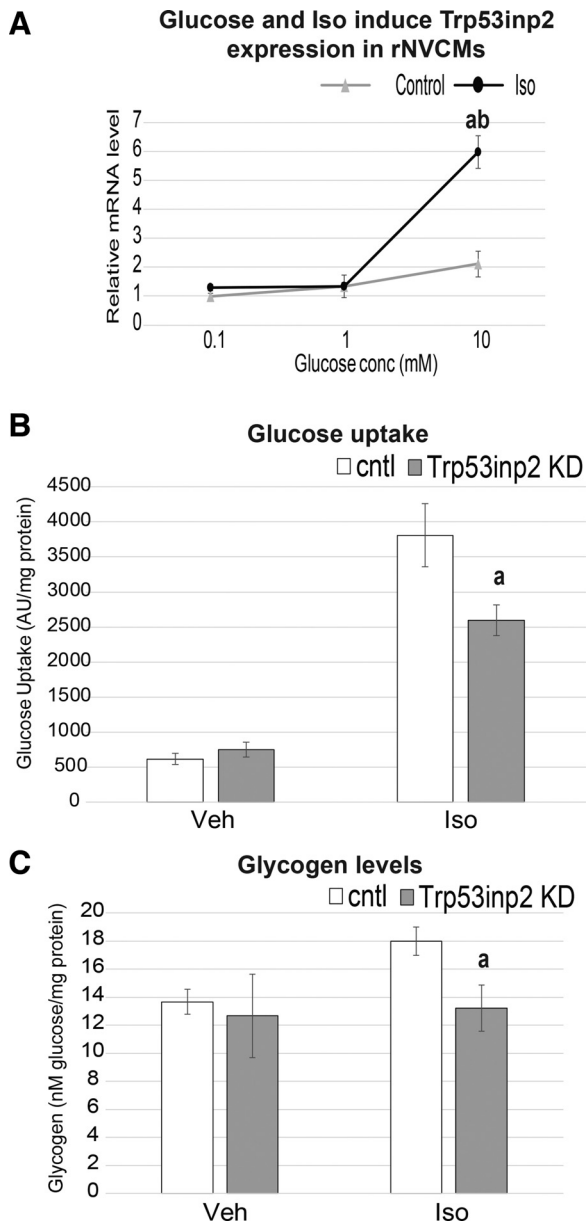 A
Glucose and Iso induce Trp53inp2
expression in rNVCMs
Control Iso
ab
Relative mRNA level
7
6
5
4
3
2
1
0
0.1 1 10
Glucose conc (mM)
B
Glucose uptake
cntl Trp53inp2 KD
Glucose Uptake (AU/mg protein)
4500
4000
3500
3000
2500
2000
1500
1000
500
0
a
Veh Iso
C
Glycogen levels
cntl Trp53inp2 KD
Glycogen (nM glucose/mg protein)
20
18
16
14
12
10
8
6
4
2
0
a
Veh Iso